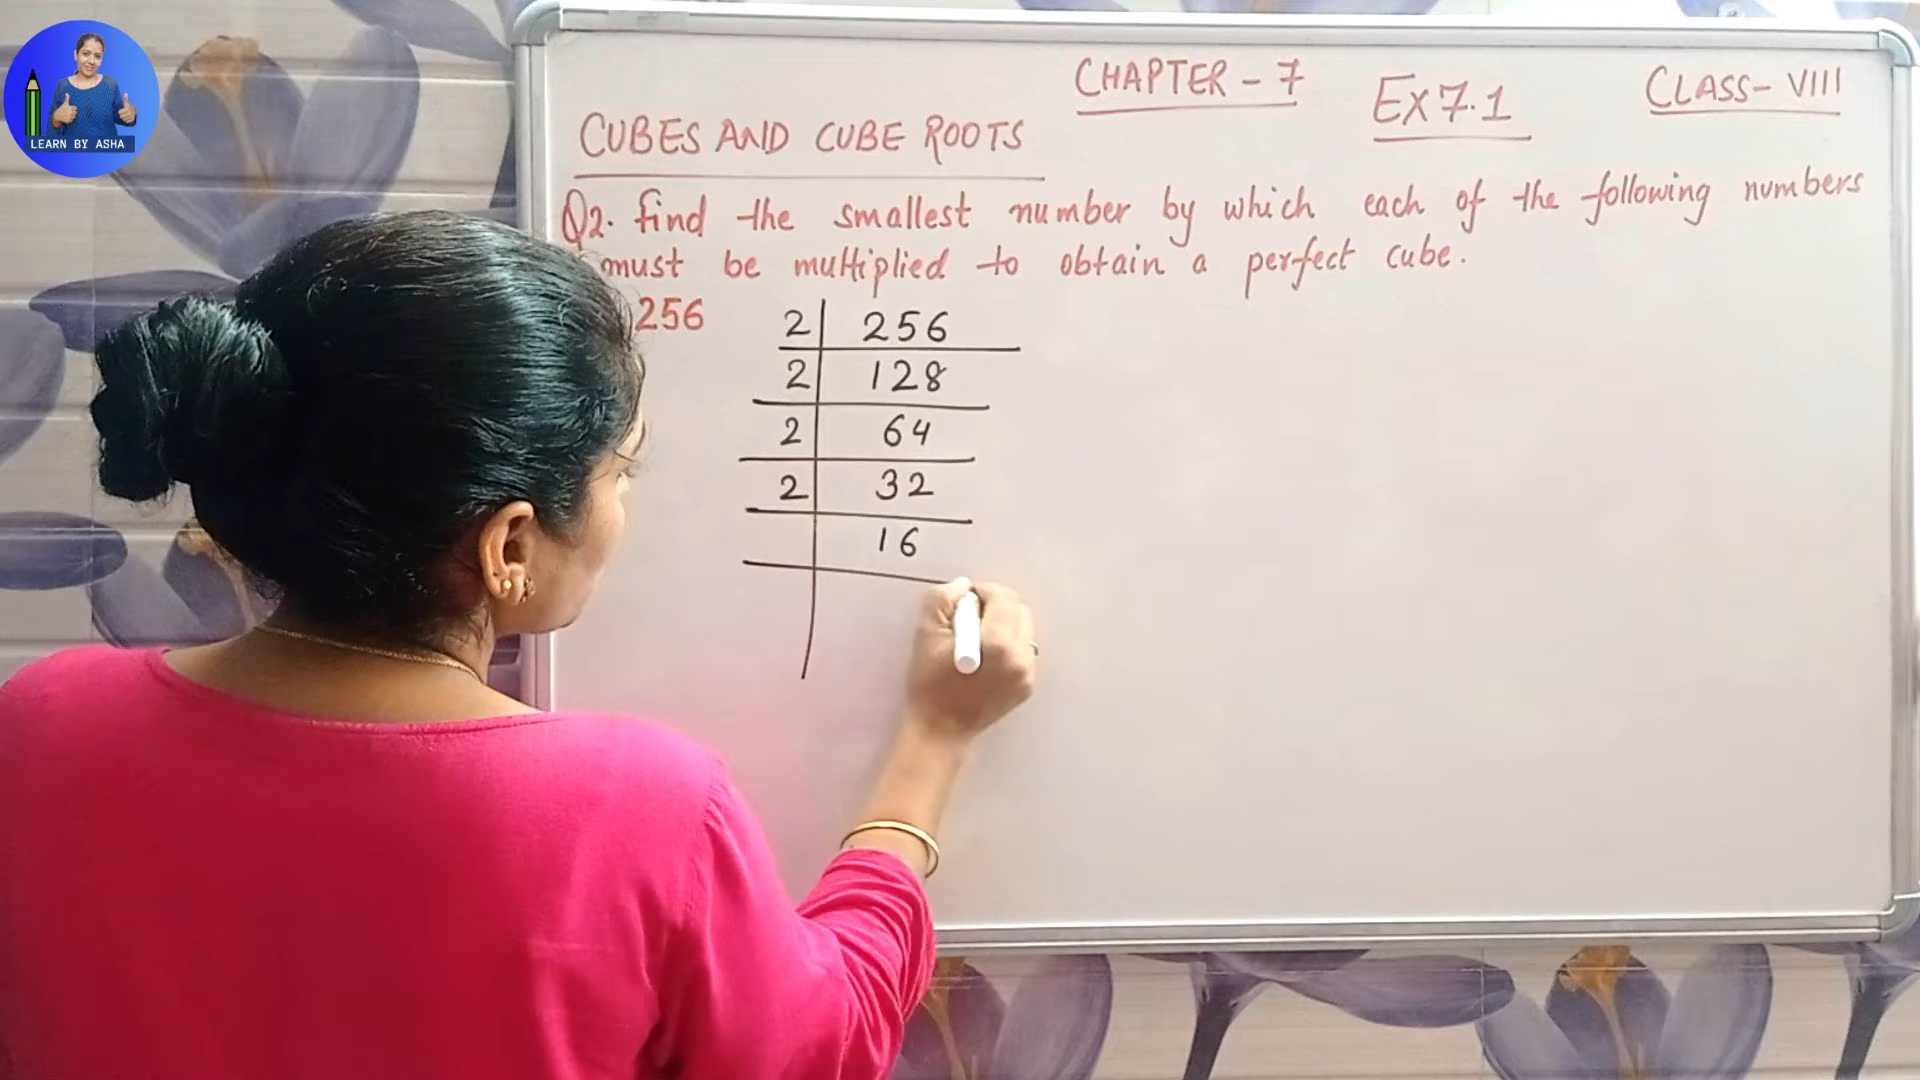 LEARN BY ASHA
CHAPTER - 7
EX 7.1
CLASS - VIII
CUBES AND CUBE ROOTS
Q2. find the smallest number by which each of the following numbers
must be multiplied to obtain a perfect cube.
256
2 256
2 128
2 64
2 32
16